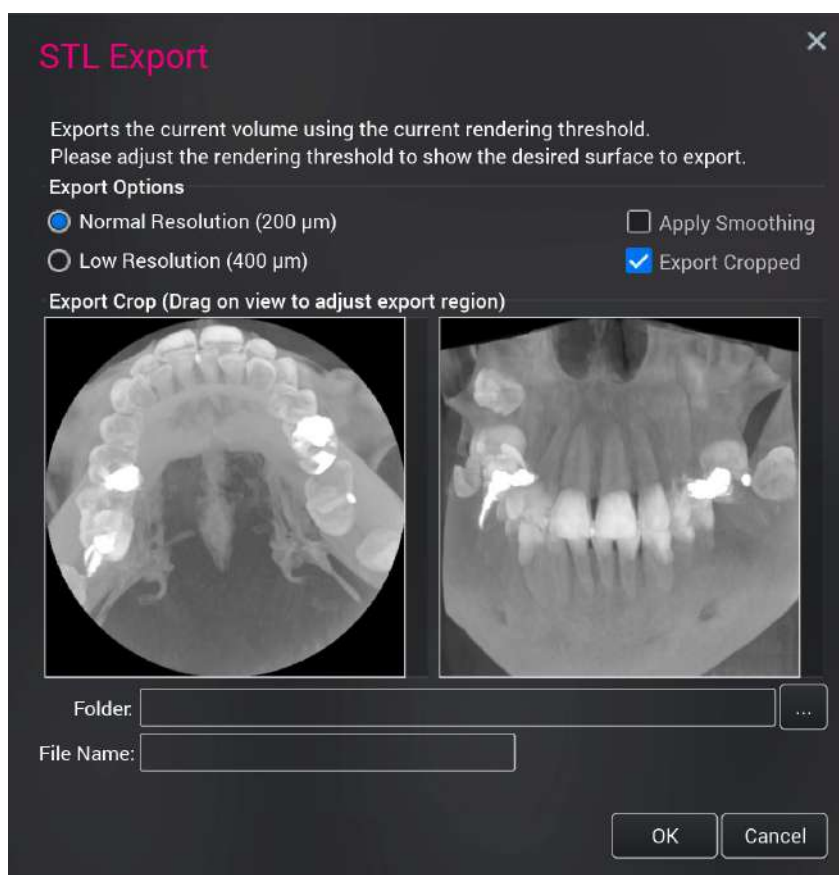 STL Export
Exports the current volume using the current rendering threshold.
Please adjust the rendering threshold to show the desired surface to export.
Export Options
Normal Resolution (200 µm)
Apply Smoothing
Low Resolution (400 µm)
Export Cropped
Export Crop (Drag on view to adjust export region)
Folder:
...
File Name:
OK
Cancel